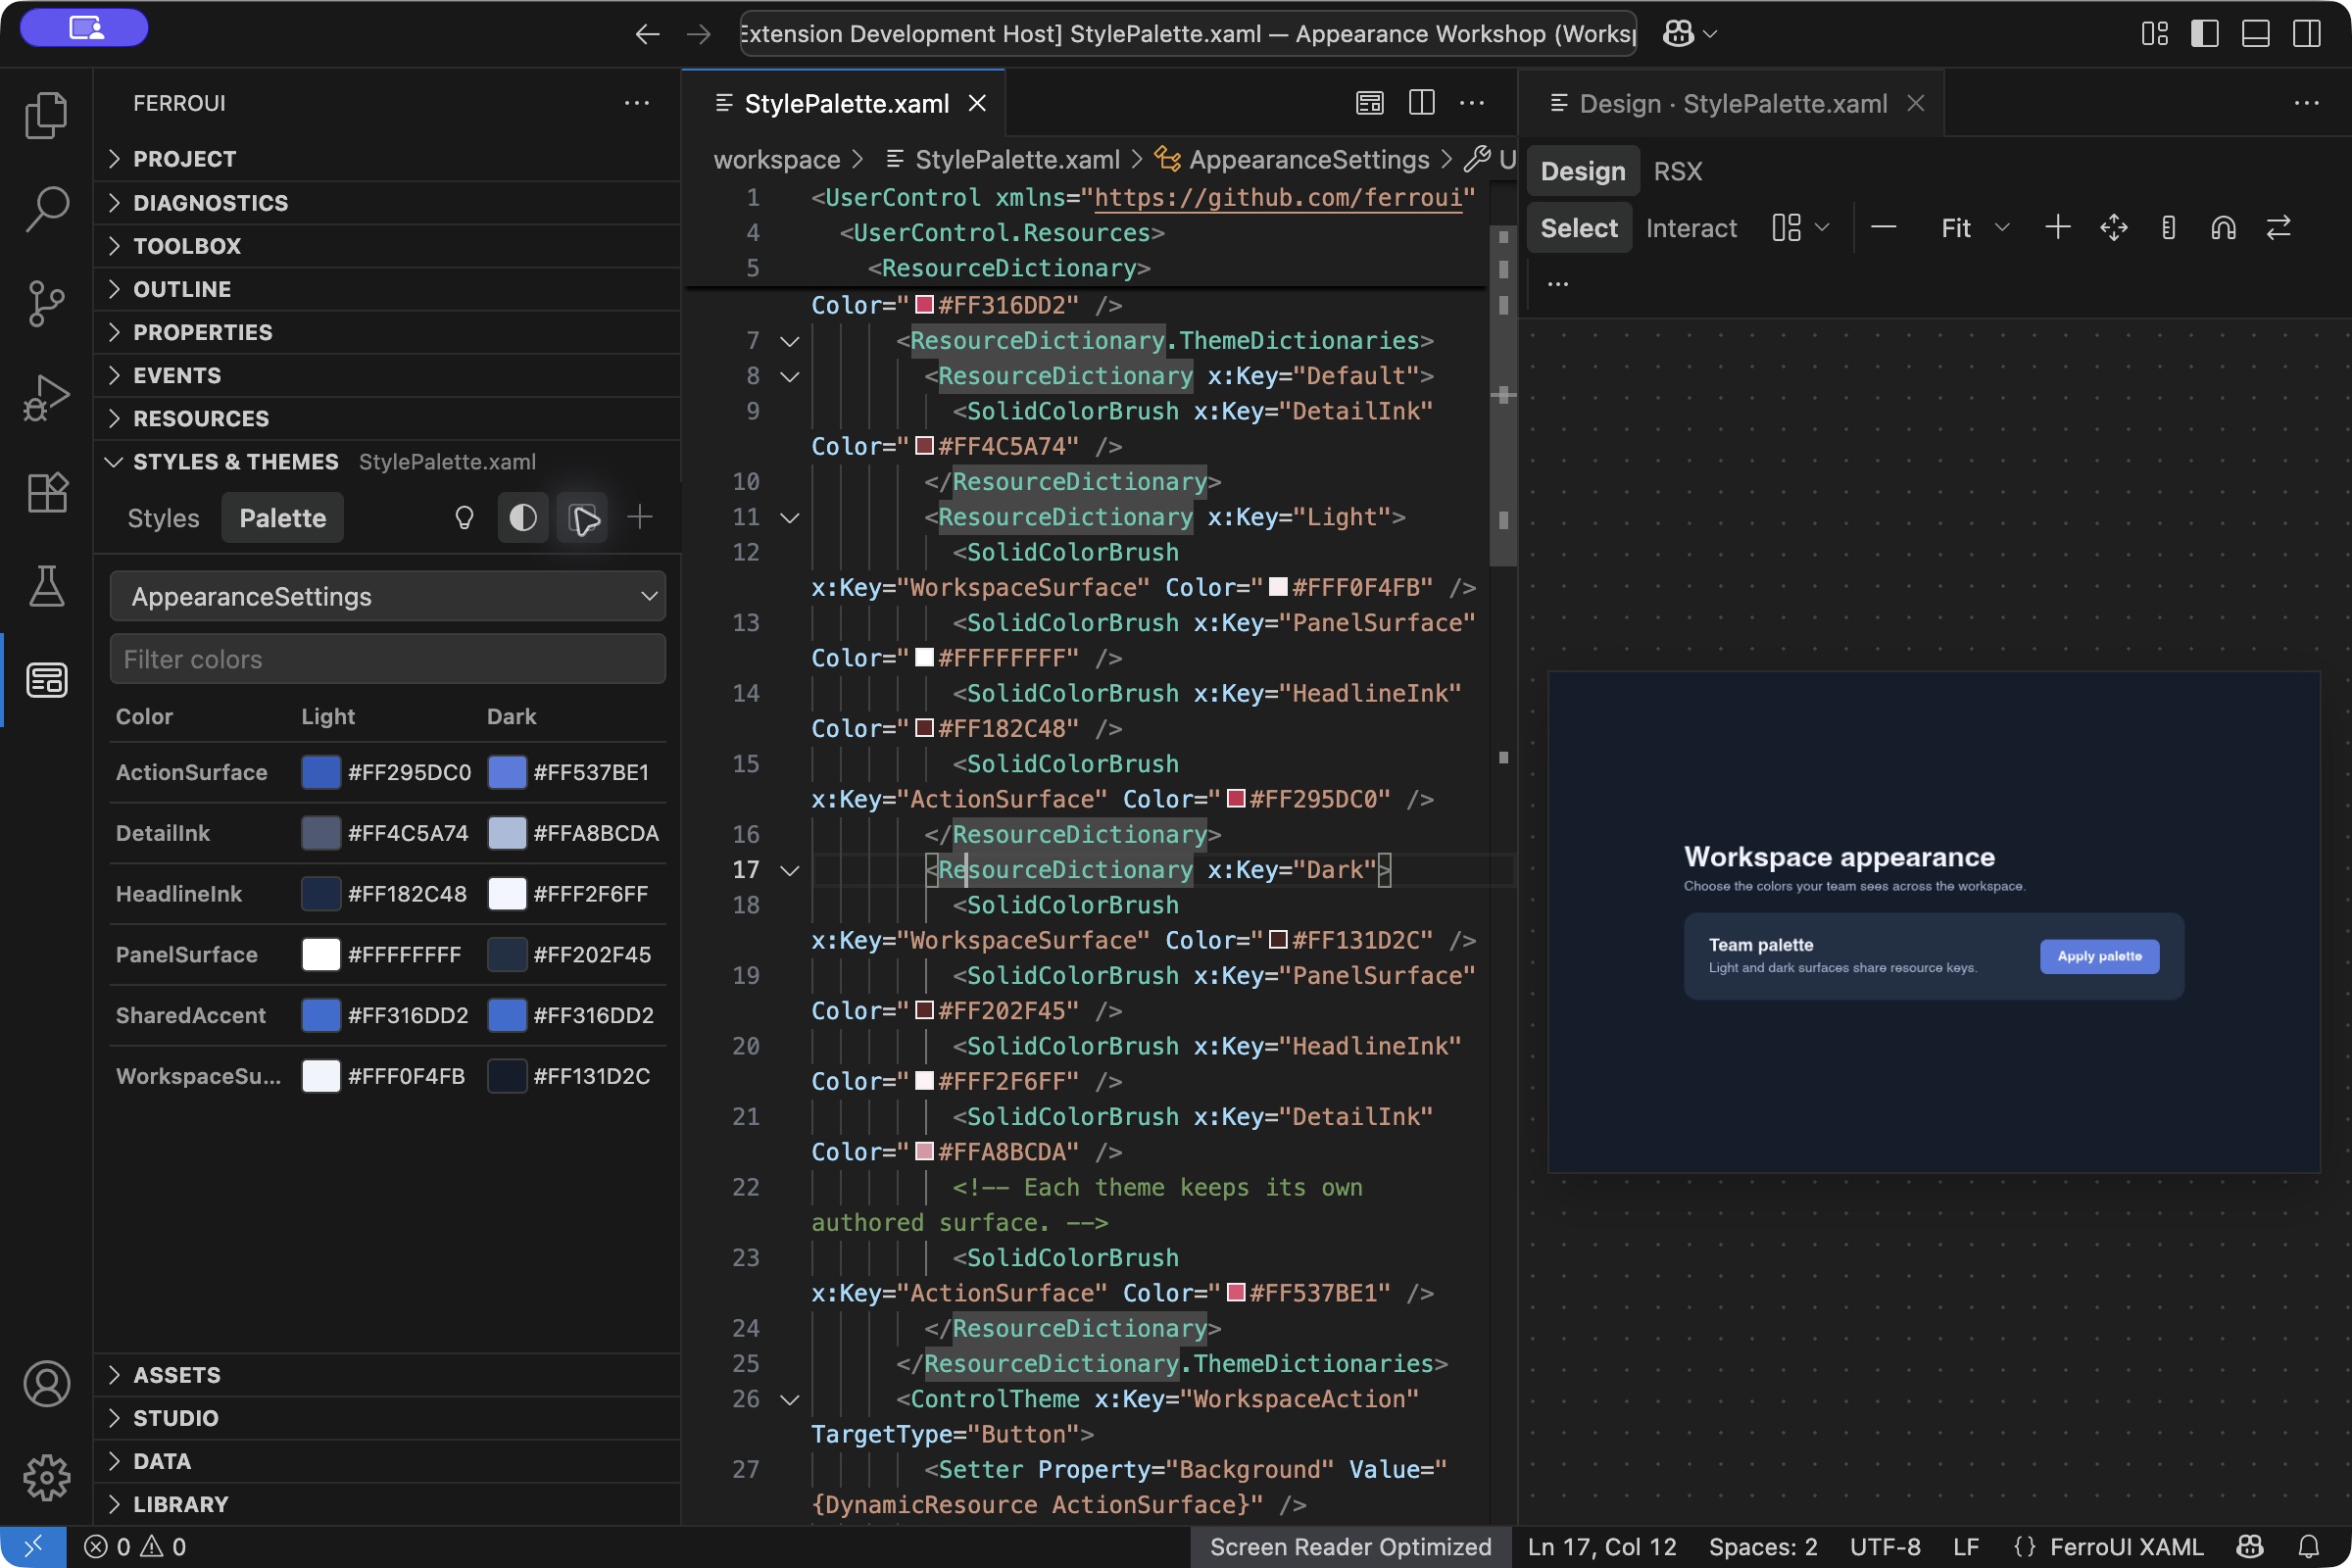 Extension Development Host] StylePalette.xaml — Appearance Workshop (Works
FERROUI
PROJECT
DIAGNOSTICS
TOOLBOX
OUTLINE
PROPERTIES
EVENTS
RESOURCES
STYLES & THEMES StylePalette.xaml
Styles Palette
AppearanceSettings
Filter colors
Color Light Dark
ActionSurface #FF295DC0 #FF537BE1
DetailInk #FF4C5A74 #FFA8BCDA
HeadlineInk #FF182C48 #FFF2F6FF
PanelSurface #FFFFFFFF #FF202F45
SharedAccent #FF316DD2 #FF316DD2
WorkspaceSu... #FFF0F4FB #FF131D2C
ASSETS
STUDIO
DATA
LIBRARY
StylePalette.xaml
workspace > StylePalette.xaml > AppearanceSettings > U
1 <UserControl xmlns="https://github.com/ferroui"
4 <UserControl.Resources>
5 <ResourceDictionary>
Color="#FF316DD2" />
7 <ResourceDictionary.ThemeDictionaries>
8 <ResourceDictionary x:Key="Default">
9 <SolidColorBrush x:Key="DetailInk"
Color="#FF4C5A74" />
10 </ResourceDictionary>
11 <ResourceDictionary x:Key="Light">
12 <SolidColorBrush
x:Key="WorkspaceSurface" Color="#FFF0F4FB" />
13 <SolidColorBrush x:Key="PanelSurface"
Color="#FFFFFFFF" />
14 <SolidColorBrush x:Key="HeadlineInk"
Color="#FF182C48" />
15 <SolidColorBrush
x:Key="ActionSurface" Color="#FF295DC0" />
16 </ResourceDictionary>
17 <ResourceDictionary x:Key="Dark">
18 <SolidColorBrush
x:Key="WorkspaceSurface" Color="#FF131D2C" />
19 <SolidColorBrush x:Key="PanelSurface"
Color="#FF202F45" />
20 <SolidColorBrush x:Key="HeadlineInk"
Color="#FFF2F6FF" />
21 <SolidColorBrush x:Key="DetailInk"
Color="#FFA8BCDA" />
22 <!-- Each theme keeps its own
authored surface. -->
23 <SolidColorBrush
x:Key="ActionSurface" Color="#FF537BE1" />
24 </ResourceDictionary>
25 </ResourceDictionary.ThemeDictionaries>
26 <ControlTheme x:Key="WorkspaceAction"
TargetType="Button">
27 <Setter Property="Background" Value="
{DynamicResource ActionSurface}" />
Design · StylePalette.xaml
Design RSX
Select Interact Fit
Workspace appearance
Choose the colors your team sees across the workspace.
Team palette
Light and dark surfaces share resource keys.
Apply palette
0 0
Screen Reader Optimized Ln 17, Col 12 Spaces: 2 UTF-8 LF {} FerroUI XAML